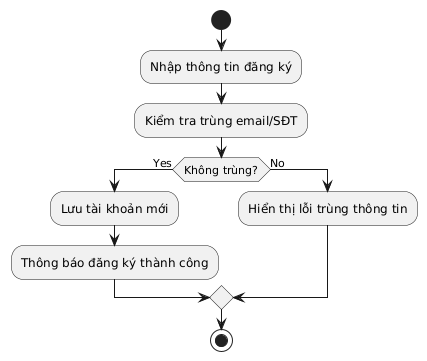 Nhập thông tin đăng ký
Kiểm tra trùng email/SĐT
Yes
Không trùng?
No
Lưu tài khoản mới
Hiển thị lỗi trùng thông tin
Thông báo đăng ký thành công